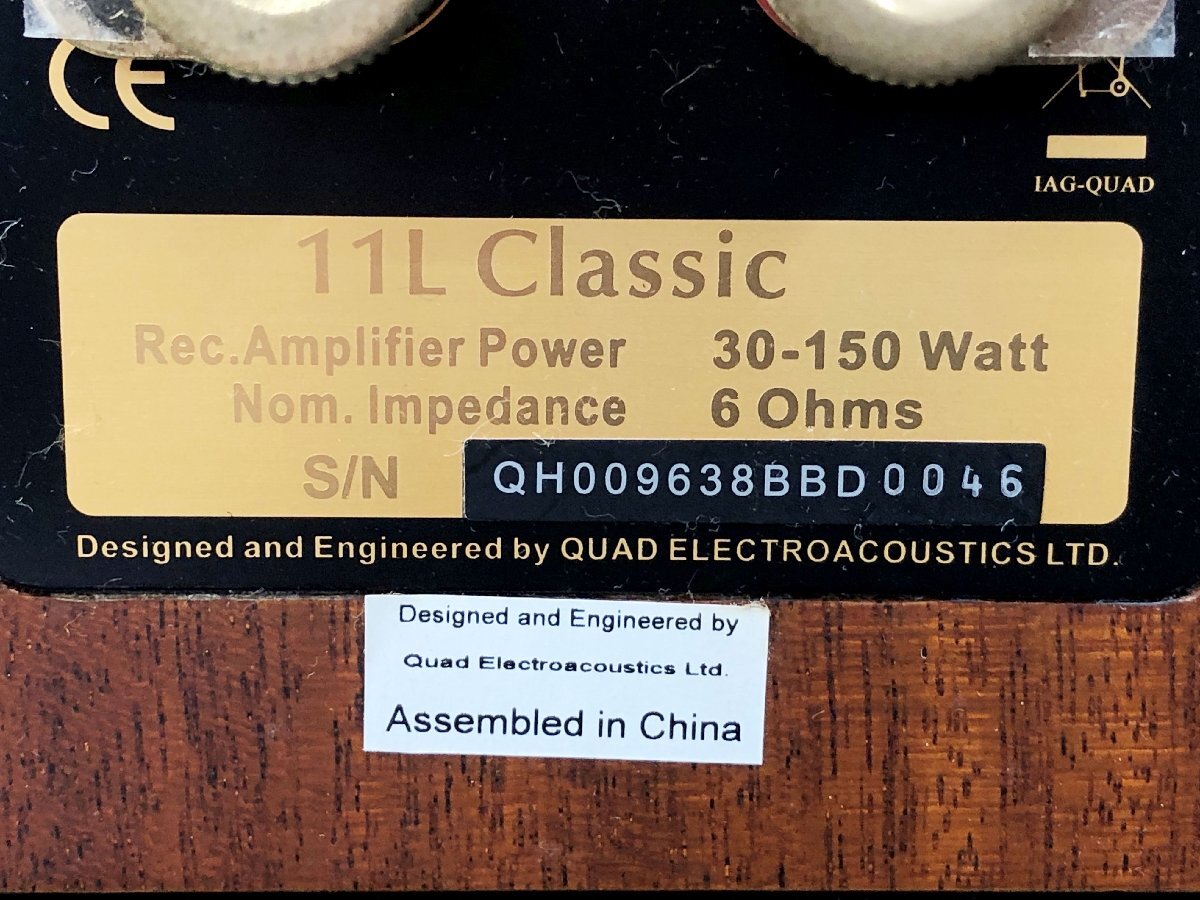 CE
IAG-QUAD
11L Classic
Rec.Amplifier Power 30-150 Watt
Nom. Impedance 6 Ohms
S/N QH009638BBD0046
Designed and Engineered by QUAD ELECTROACOUSTICS LTD.
Designed and Engineered by
Quad Electroacoustics Ltd.
Assembled in China